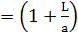 = (1 + L/a)